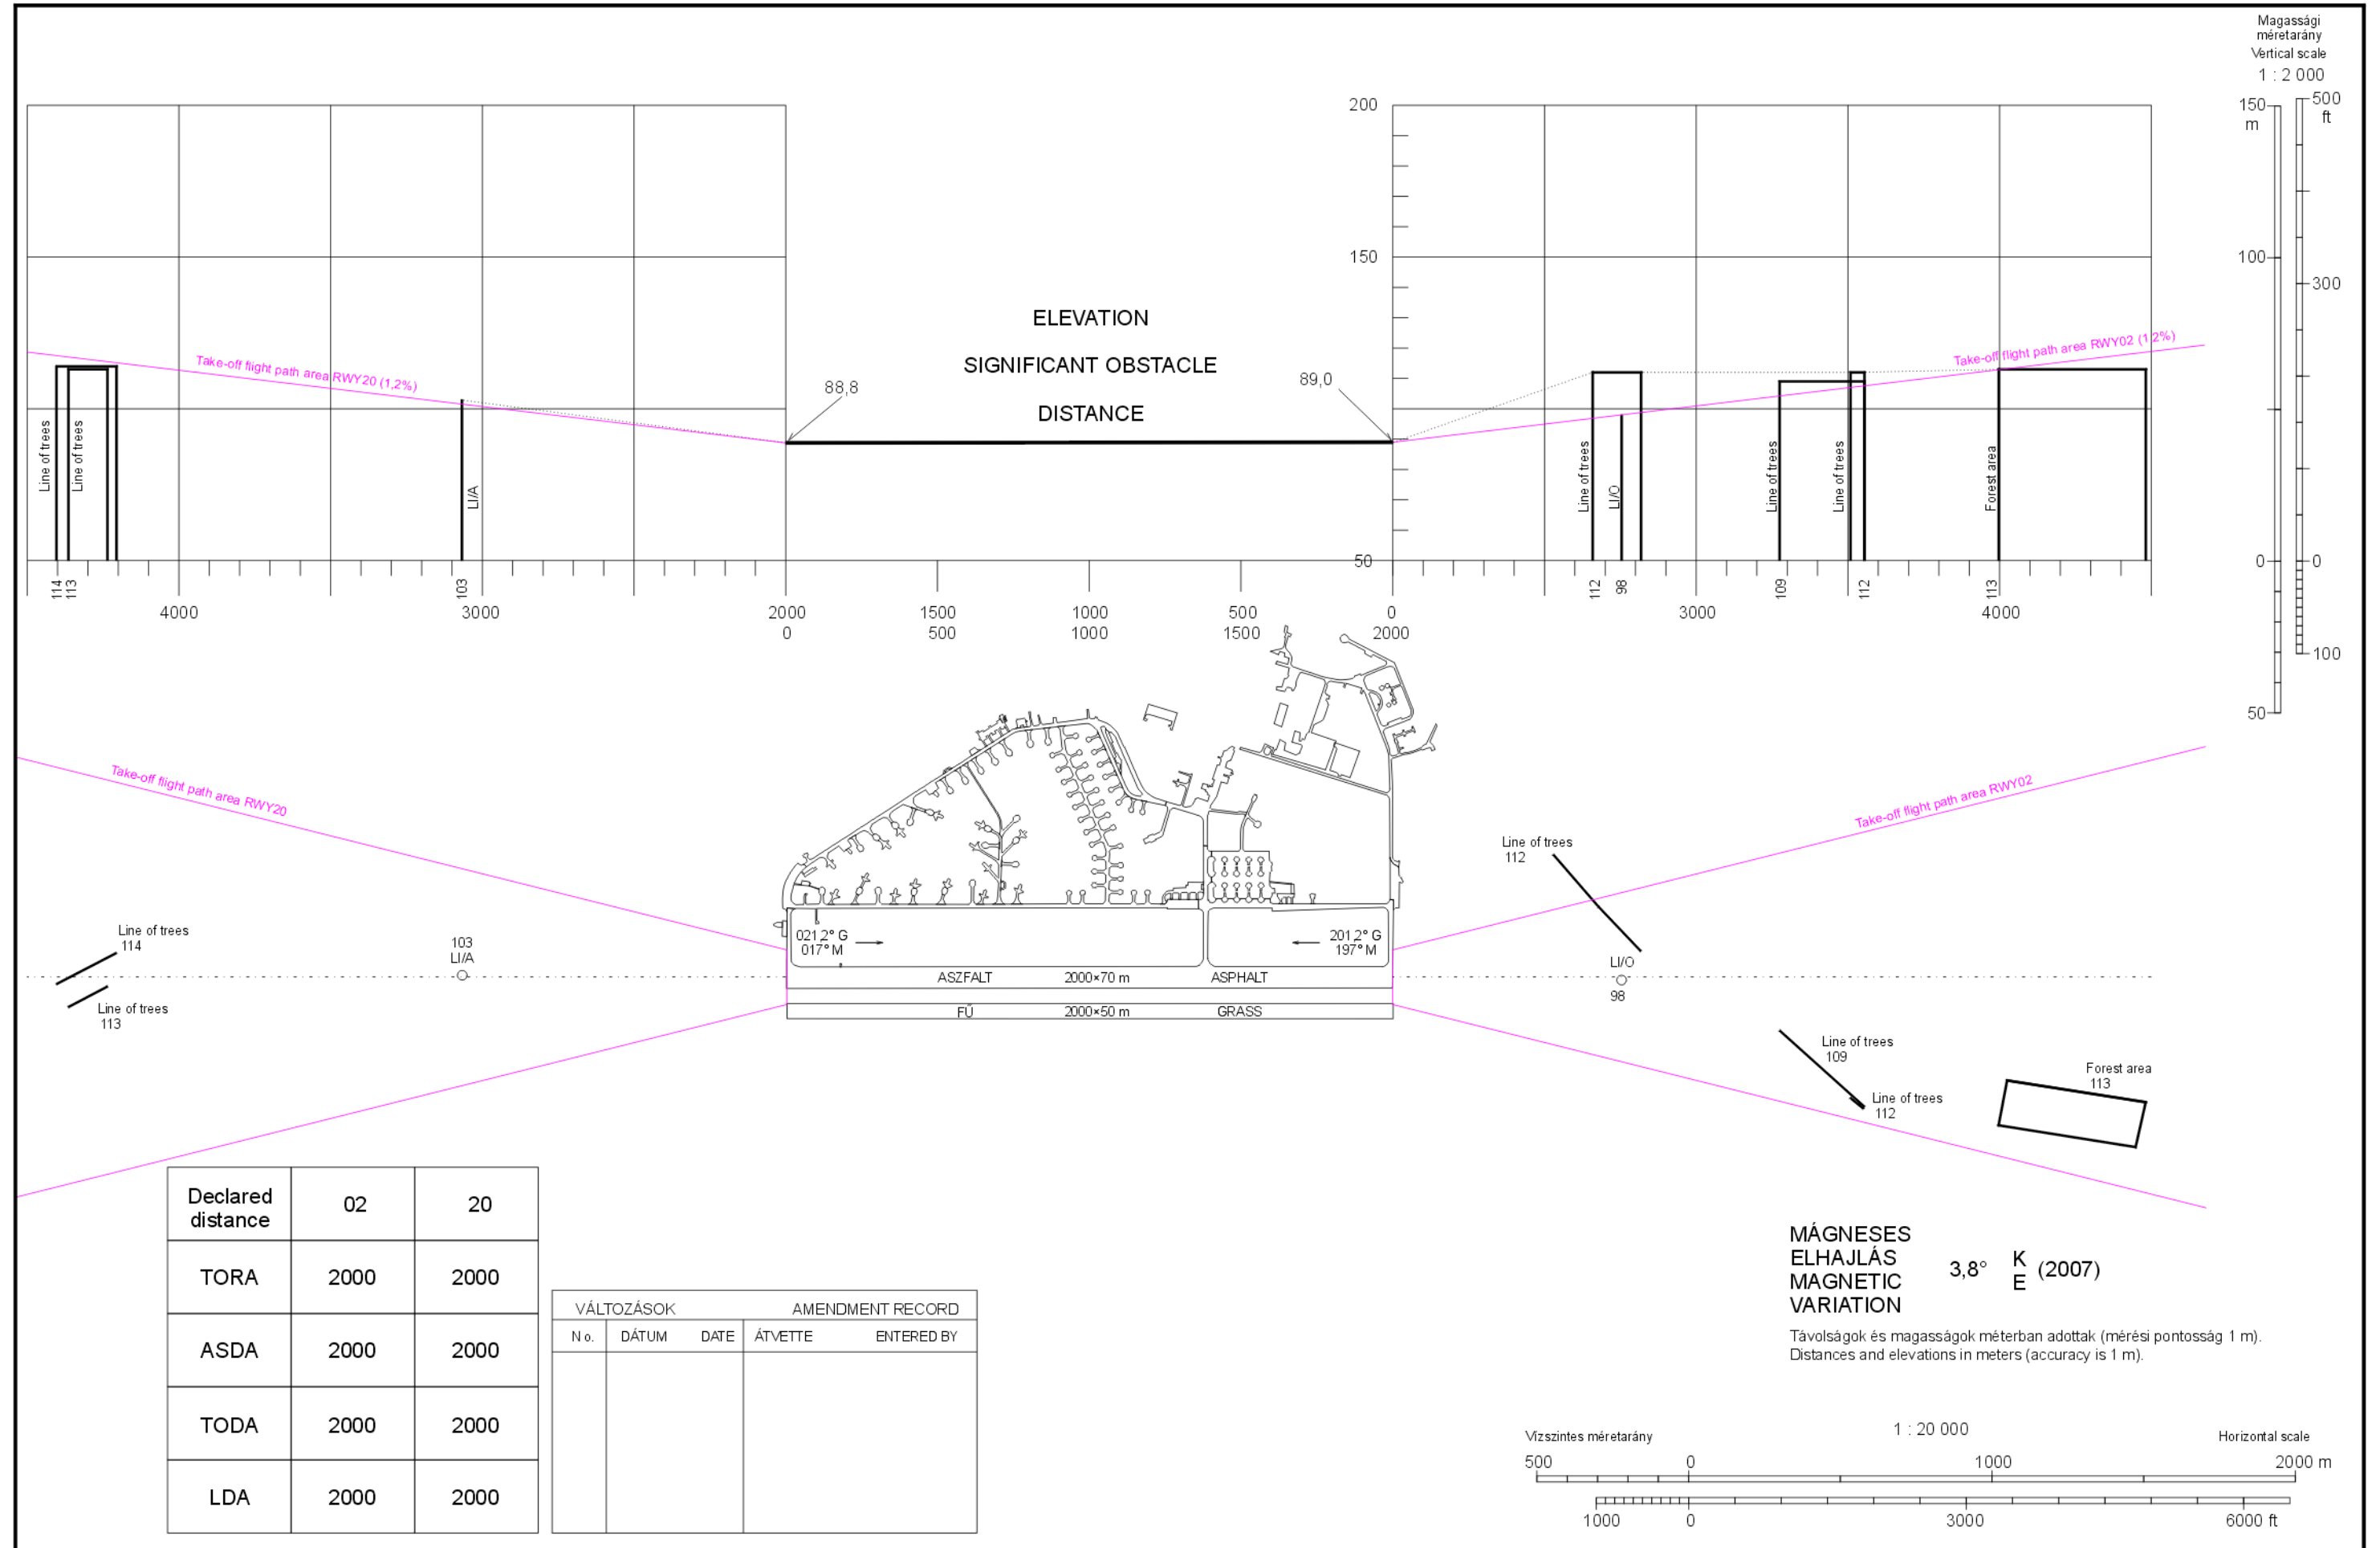 Magassági
méretarány
Vertical scale
1 : 2 000
150
m
500
ft
100
300
0
0
100
50
200
150
50
ELEVATION
SIGNIFICANT OBSTACLE
DISTANCE
88,8
89,0
Take-off flight path area RWY20 (1,2%)
Take-off flight path area RWY02 (1,2%)
Line of trees
Line of trees
LI/A
Line of trees
LI/O
Line of trees
Line of trees
Forest area
114
113
103
112
98
109
112
113
4000
3000
2000
1500
1000
500
0
3000
4000
0
500
1000
1500
2000
Take-off flight path area RWY20
Take-off flight path area RWY02
Line of trees
112
Line of trees
114
103
LI/A
Line of trees
113
021,2° G
017° M
201,2° G
197° M
ASZFALT 2000×70 m ASPHALT
FŰ 2000×50 m GRASS
LI/O
98
Line of trees
109
Line of trees
112
Forest area
113
Declared distance 02 20
TORA 2000 2000
ASDA 2000 2000
TODA 2000 2000
LDA 2000 2000
VÁLTOZÁSOK AMENDMENT RECORD
No. DÁTUM DATE ÁTVETTE ENTERED BY
MÁGNESES
ELHAJLÁS
MAGNETIC
VARIATION
3,8° K E (2007)
Távolságok és magasságok méterban adottak (mérési pontosság 1 m).
Distances and elevations in meters (accuracy is 1 m).
1 : 20 000
Vízszintes méretarány Horizontal scale
500 0 1000 2000 m
1000 0 3000 6000 ft